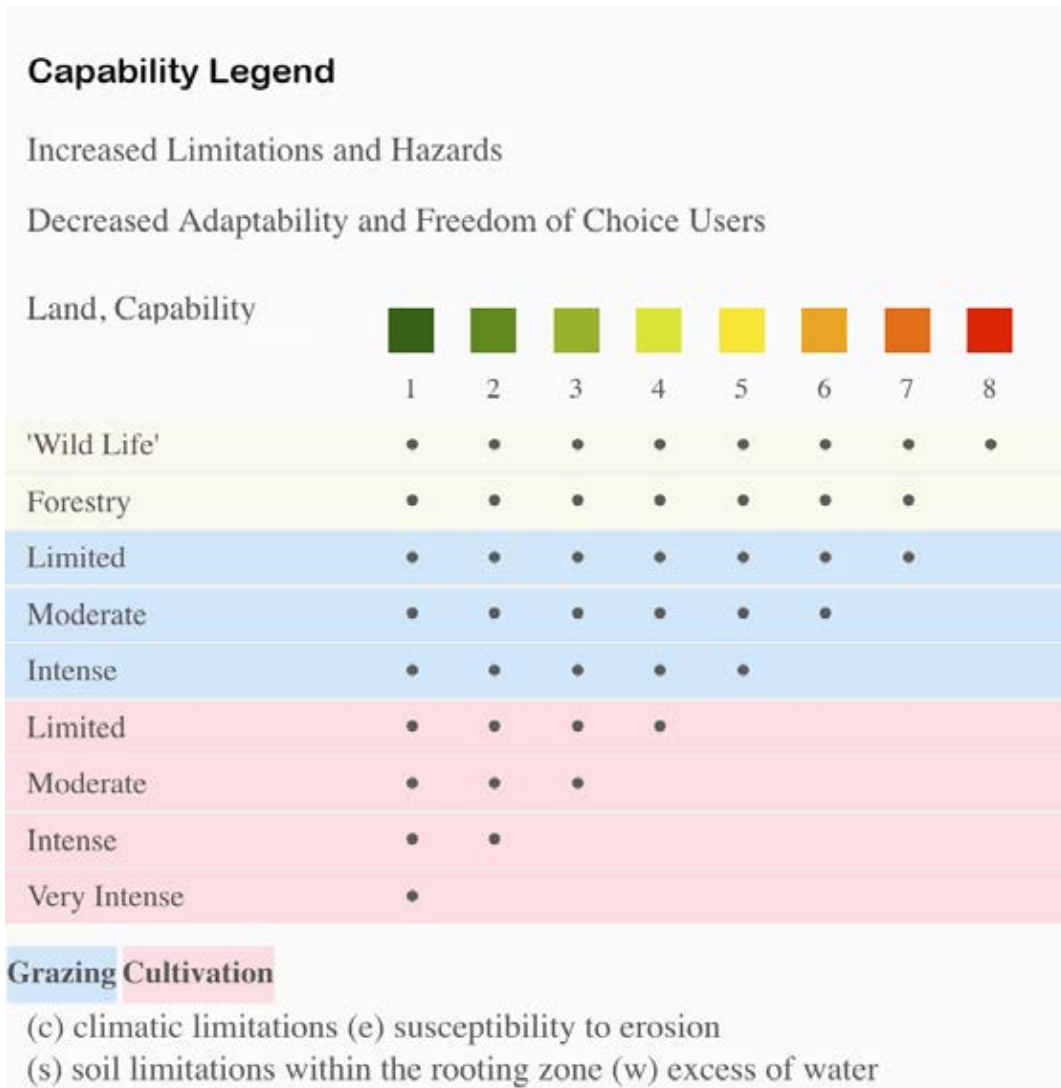 Capability Legend
Increased Limitations and Hazards
Decreased Adaptability and Freedom of Choice Users
Land, Capability
1 2 3 4 5 6 7 8
'Wild Life' • • • • • • • •
Forestry • • • • • • •
Limited • • • • • • •
Moderate • • • • • •
Intense • • • • •
Limited • • • •
Moderate • • •
Intense • •
Very Intense •
Grazing Cultivation
(c) climatic limitations (e) susceptibility to erosion
(s) soil limitations within the rooting zone (w) excess of water